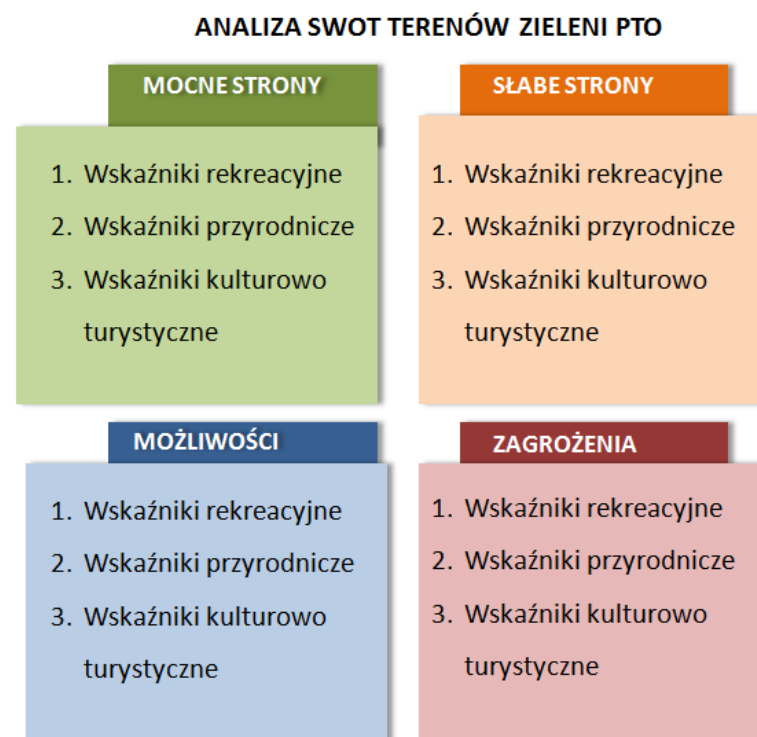 ANALIZA SWOT TERENÓW ZIELENI PTO
MOCNE STRONY
1. Wskaźniki rekreacyjne
2. Wskaźniki przyrodnicze
3. Wskaźniki kulturowo
turystyczne
SŁABE STRONY
1. Wskaźniki rekreacyjne
2. Wskaźniki przyrodnicze
3. Wskaźniki kulturowo
turystyczne
MOŻLIWOŚCI
1. Wskaźniki rekreacyjne
2. Wskaźniki przyrodnicze
3. Wskaźniki kulturowo
turystyczne
ZAGROŻENIA
1. Wskaźniki rekreacyjne
2. Wskaźniki przyrodnicze
3. Wskaźniki kulturowo
turystyczne